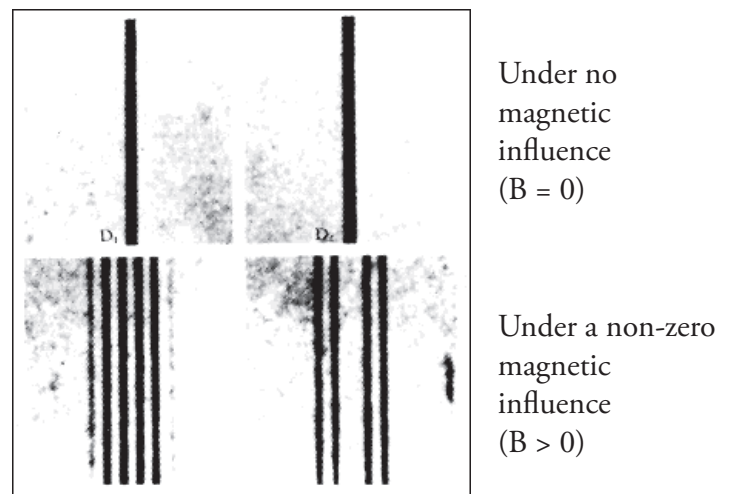 Under no
magnetic
influence
(B = 0)
D₁
D₂
Under a non-zero
magnetic
influence
(B > 0)